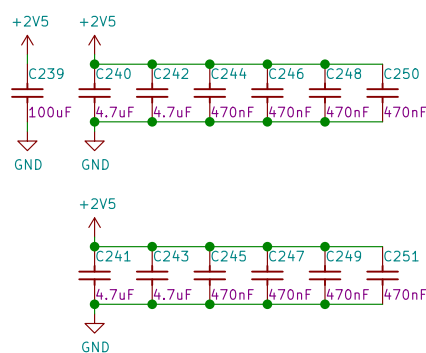 +2V5 +2V5
C239 C240 C242 C244 C246 C248 C250
100uF 4.7uF 4.7uF 470nF 470nF 470nF 470nF
GND GND
+2V5
C241 C243 C245 C247 C249 C251
4.7uF 4.7uF 470nF 470nF 470nF 470nF
GND